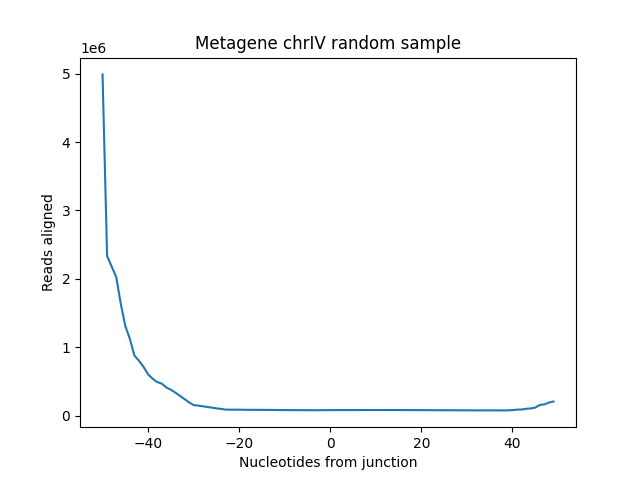 Metagene chrIV random sample
1e6
5
4
3
2
1
0
−40
−20
0
20
40
Reads aligned
Nucleotides from junction